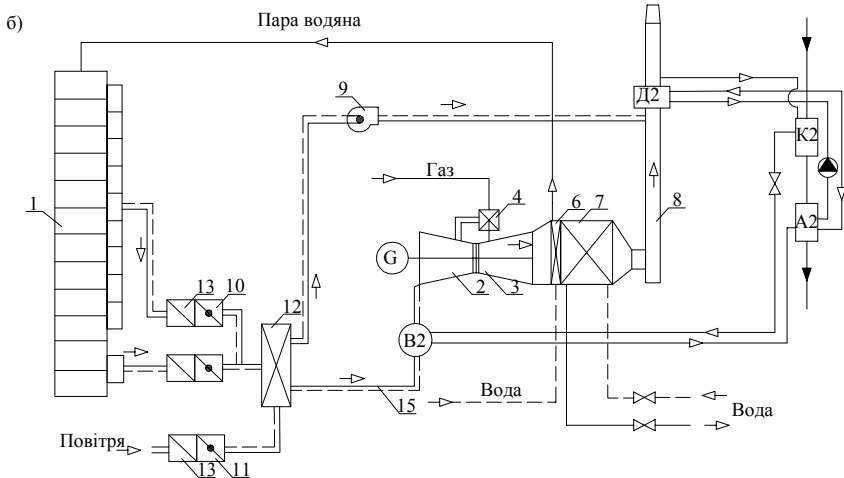 б)
Пара водяна
9
Д2
К2
Газ
4
6
7
1
8
А2
G
13
10
12
2
3
В2
Вода
15
Вода
Повітря
13
11